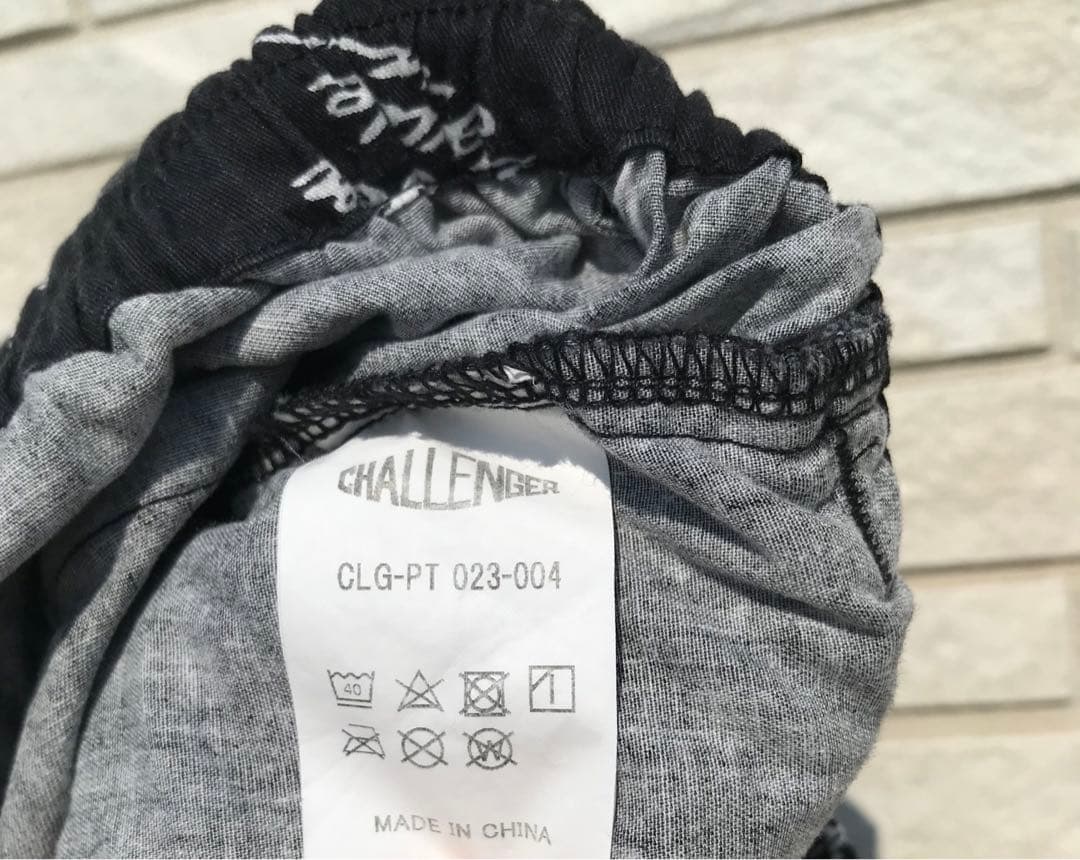 CHALLENGER
CLG-PT 023-004
40
W
MADE IN CHINA